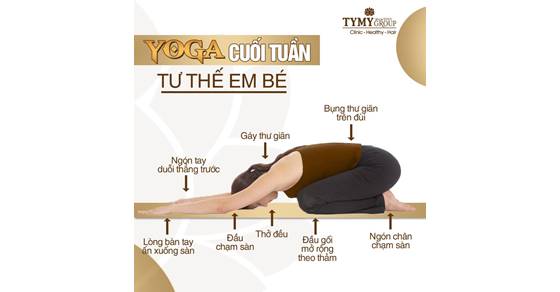 TYMY GROUP
Clinic - Healthy - Hair
YOGA CUỐI TUẦN
TƯ THẾ EM BÉ
Bụng thư giãn
trên đùi
Gáy thư giãn
Ngón tay
duỗi thẳng trước
Lòng bàn tay
ấn xuống sàn
Đầu
chạm sàn
Thở đều
Đầu gối
mở rộng
theo thảm
Ngón chân
chạm sàn